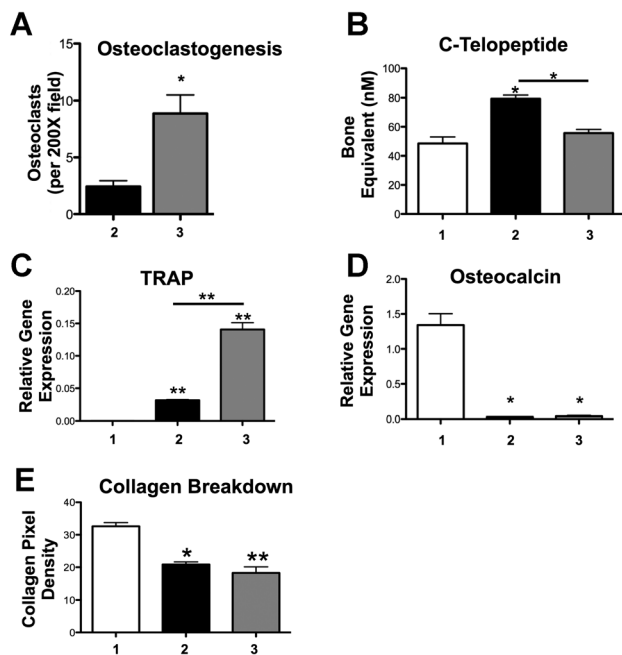 A
Osteoclastogenesis
Osteoclasts
(per 200X field)
15
10
5
0
*
2
3
B
C-Telopeptide
Bone
Equivalent (nM)
100
80
60
40
20
0
*
*
1
2
3
C
TRAP
Relative Gene
Expression
0.20
0.15
0.10
0.05
0.00
**
**
**
1
2
3
D
Osteocalcin
Relative Gene
Expression
2.0
1.5
1.0
0.5
0.0
*
*
1
2
3
E
Collagen Breakdown
Collagen Pixel
Density
40
30
20
10
0
*
**
1
2
3